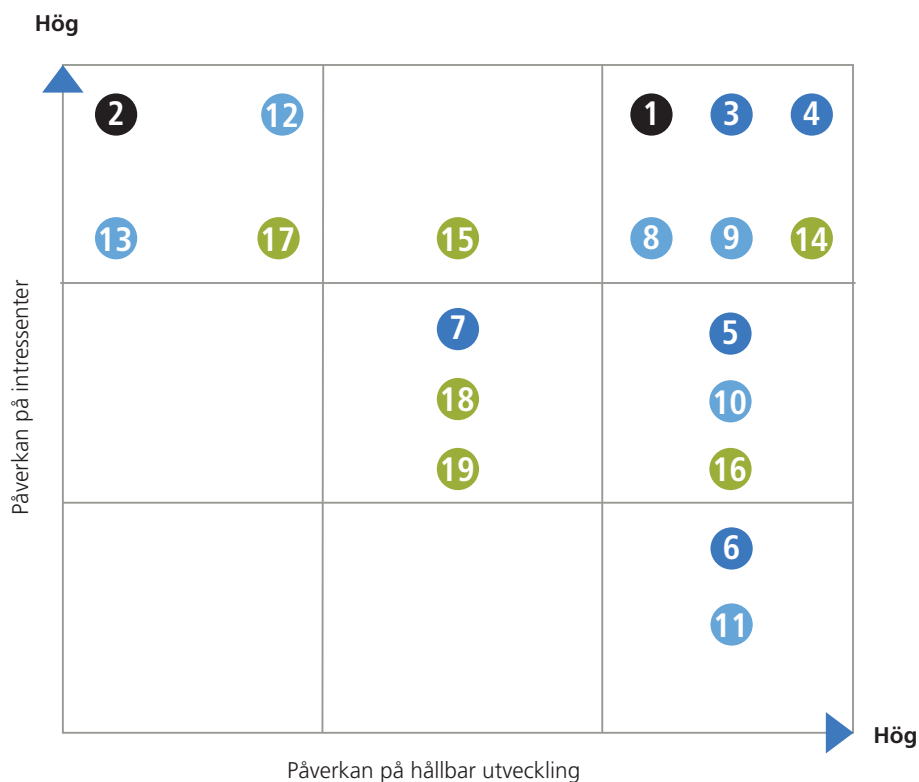 Hög
2 12 1 3 4
13 17 15 8 9 14
7 5
18 10
19 16
6
11
Påverkan på intressenter
Hög
Påverkan på hållbar utveckling